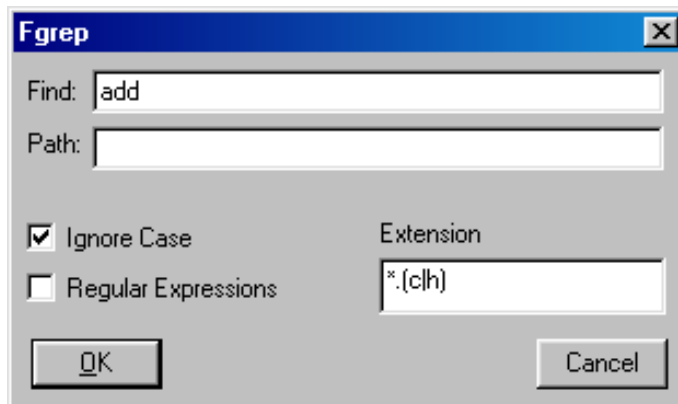 Fgrep
Find: add
Path:
Ignore Case
Extension
Regular Expressions
*.(c|h)
OK
Cancel